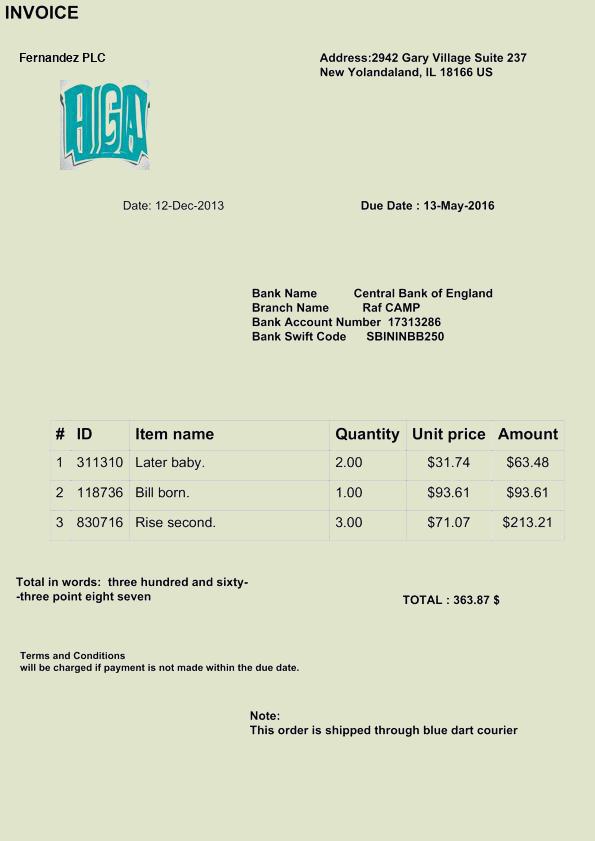 INVOICE
Fernandez PLC
Address:2942 Gary Village Suite 237
New Yolandaland, IL 18166 US
Date: 12-Dec-2013
Due Date : 13-May-2016
Bank Name Central Bank of England
Branch Name Raf CAMP
Bank Account Number 17313286
Bank Swift Code SBININBB250
# ID Item name Quantity Unit price Amount
1 311310 Later baby. 2.00 $31.74 $63.48
2 118736 Bill born. 1.00 $93.61 $93.61
3 830716 Rise second. 3.00 $71.07 $213.21
Total in words: three hundred and sixty-
-three point eight seven
TOTAL : 363.87 $
Terms and Conditions
will be charged if payment is not made within the due date.
Note:
This order is shipped through blue dart courier